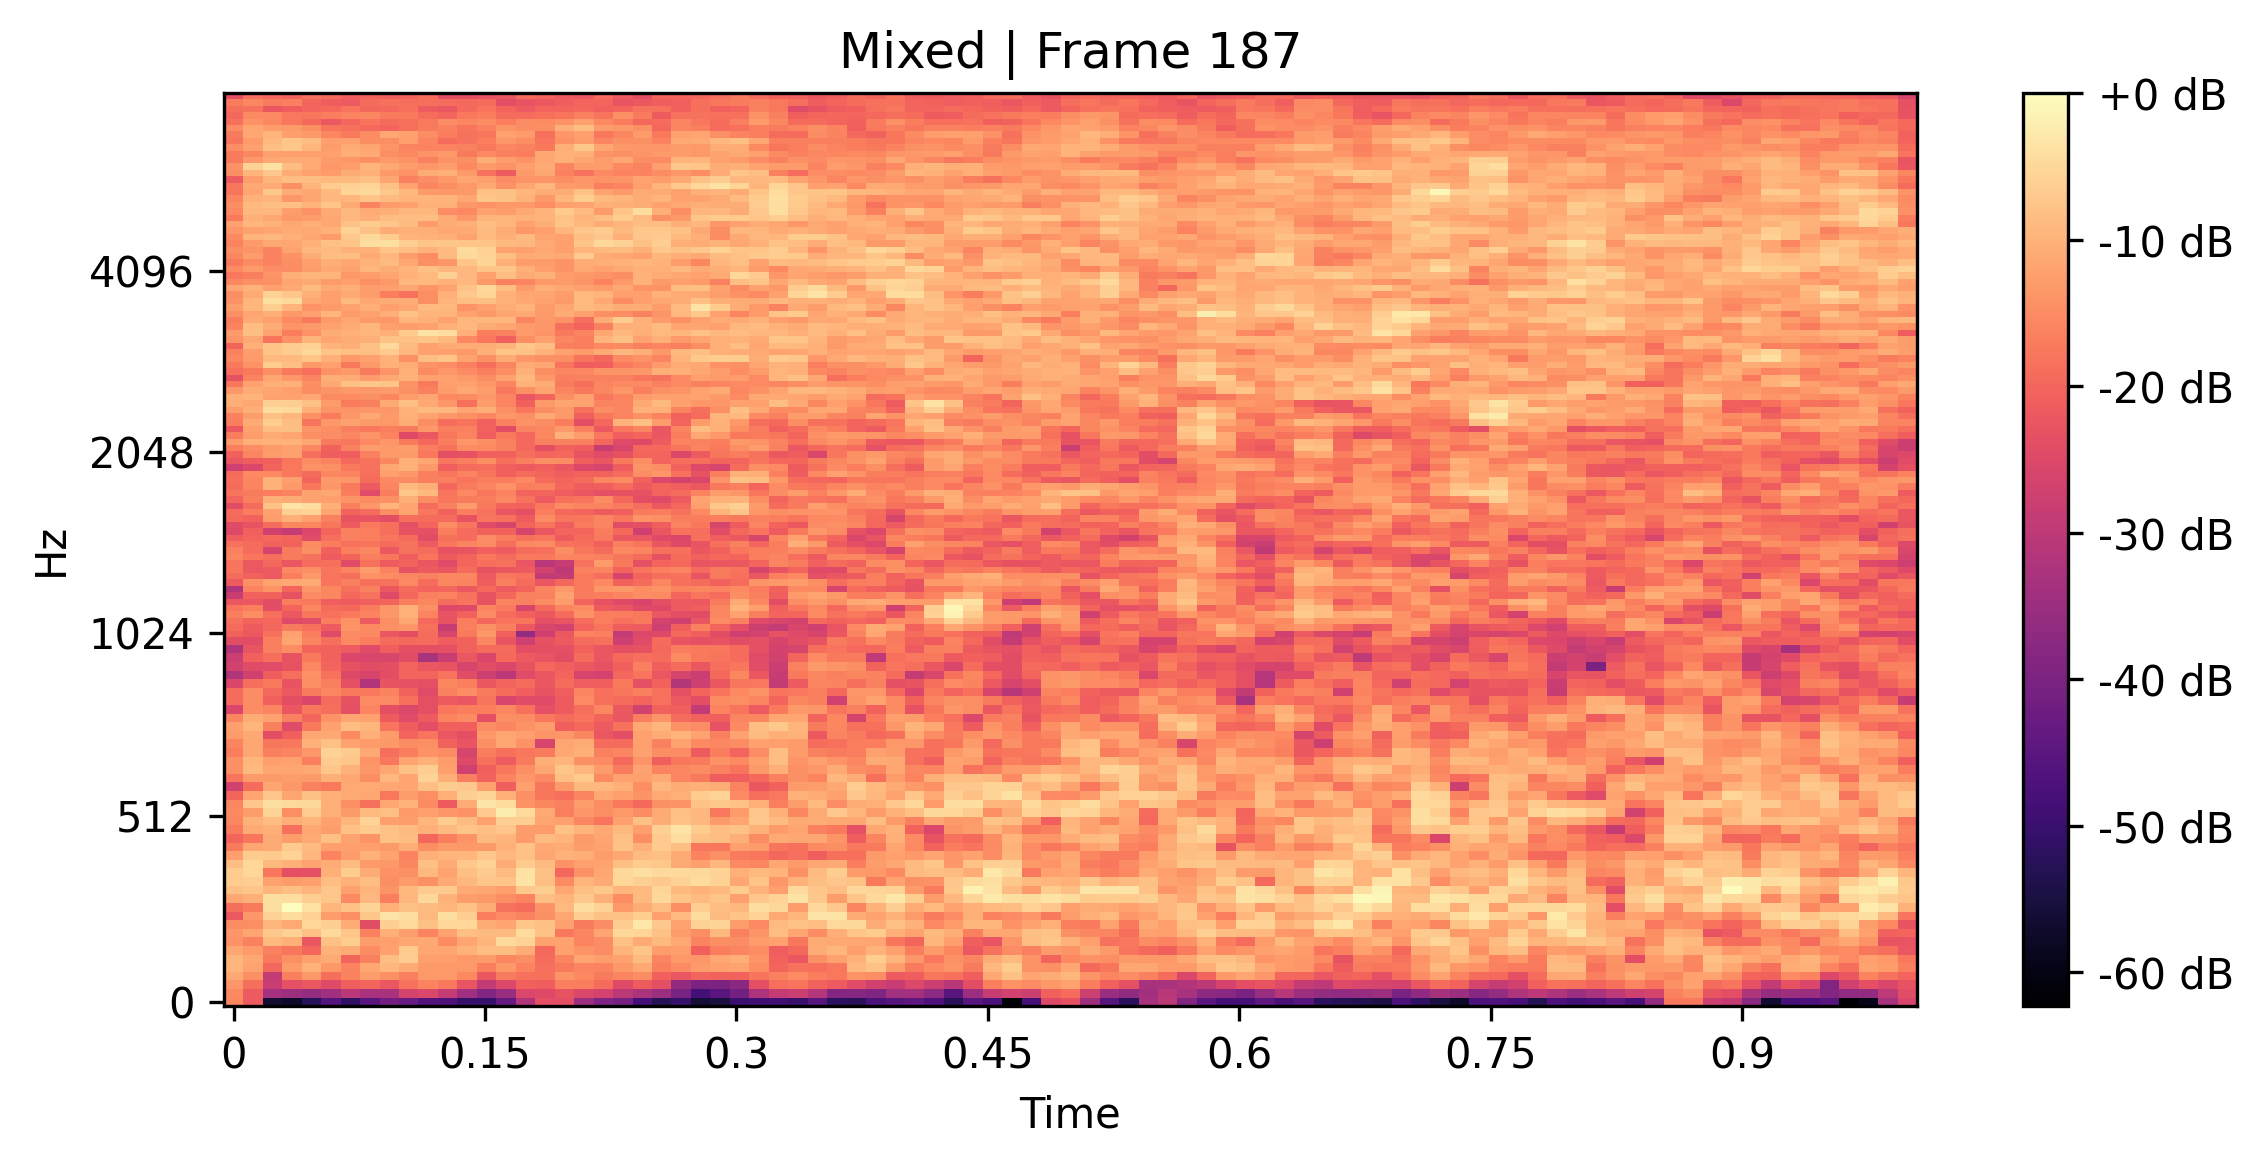 Mixed | Frame 187
+0 dB
-10 dB
-20 dB
-30 dB
-40 dB
-50 dB
-60 dB
4096
2048
1024
512
0
Hz
0 0.15 0.3 0.45 0.6 0.75 0.9
Time